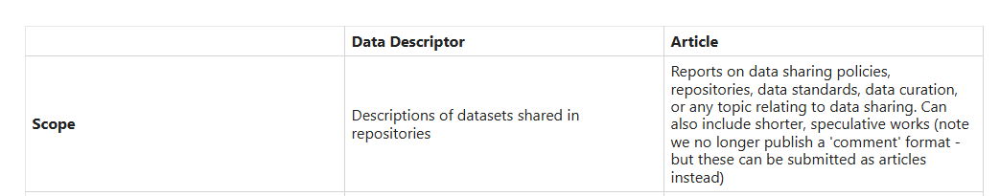 Data Descriptor
Article
Scope
Descriptions of datasets shared in
repositories
Reports on data sharing policies,
repositories, data standards, data curation,
or any topic relating to data sharing. Can
also include shorter, speculative works (note
we no longer publish a 'comment' format -
but these can be submitted as articles
instead)